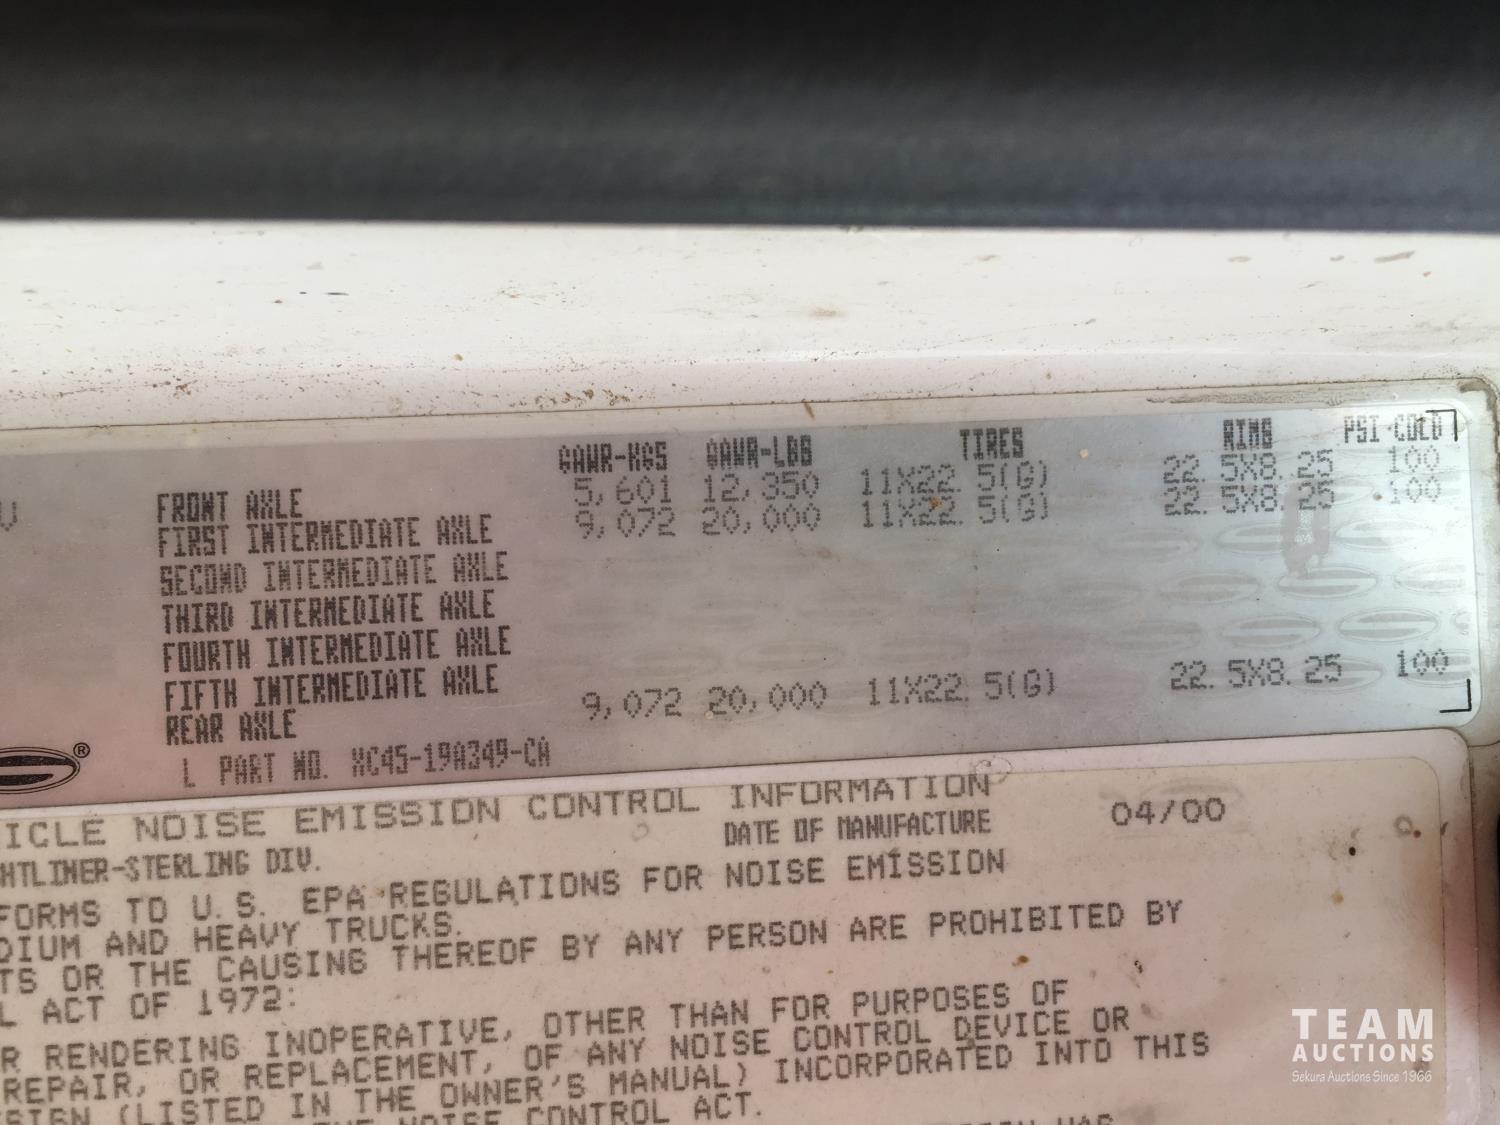 GAWR-KGS GAWR-LBS TIRES RIMS PSI-COLD
FRONT AXLE 5,601 12,350 11X22.5(G) 22.5X8.25 100
FIRST INTERMEDIATE AXLE 9,072 20,000 11X22.5(G) 22.5X8.25 100
SECOND INTERMEDIATE AXLE
THIRD INTERMEDIATE AXLE
FOURTH INTERMEDIATE AXLE
FIFTH INTERMEDIATE AXLE
REAR AXLE 9,072 20,000 11X22.5(G) 22.5X8.25 100
®
L PART NO. XC45-19A349-CA
ICLE NOISE EMISSION CONTROL INFORMATION
DATE OF MANUFACTURE 04/00
HTLINER-STERLING DIV.
FORMS TO U.S. EPA REGULATIONS FOR NOISE EMISSION
DIUM AND HEAVY TRUCKS.
TS OR THE CAUSING THEREOF BY ANY PERSON ARE PROHIBITED BY
L ACT OF 1972:
R RENDERING INOPERATIVE, OTHER THAN FOR PURPOSES OF
REPAIR, OR REPLACEMENT, OF ANY NOISE CONTROL DEVICE OR
SIGN (LISTED IN THE OWNER'S MANUAL) INCORPORATED INTO THIS
NOISE CONTROL ACT.
TEAM
AUCTIONS
Sekura Auctions Since 1966